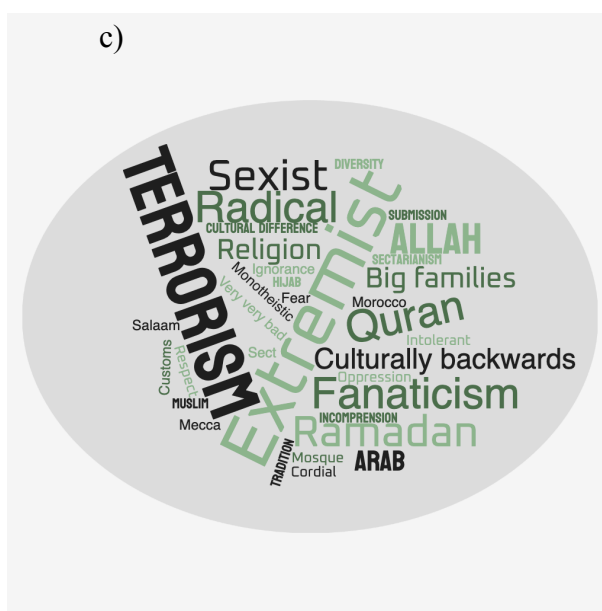 c)
TERRORISM
Sexist
DIVERSITY
Radical
CULTURAL DIFFERENCE
Religion
Extremist
SUBMISSION
ALLAH
SECTARIANISM
Big families
Ignorance
Monotheistic
HIJAB
Fear
Very very bad
Morocco
Quran
Salaam
Intolerant
Sect
Culturally backwards
Customs
Respect
Oppression
Fanaticism
MUSLIM
Mecca
INCOMPRENSION
Ramadan
TRADITION
Mosque
Cordial
ARAB